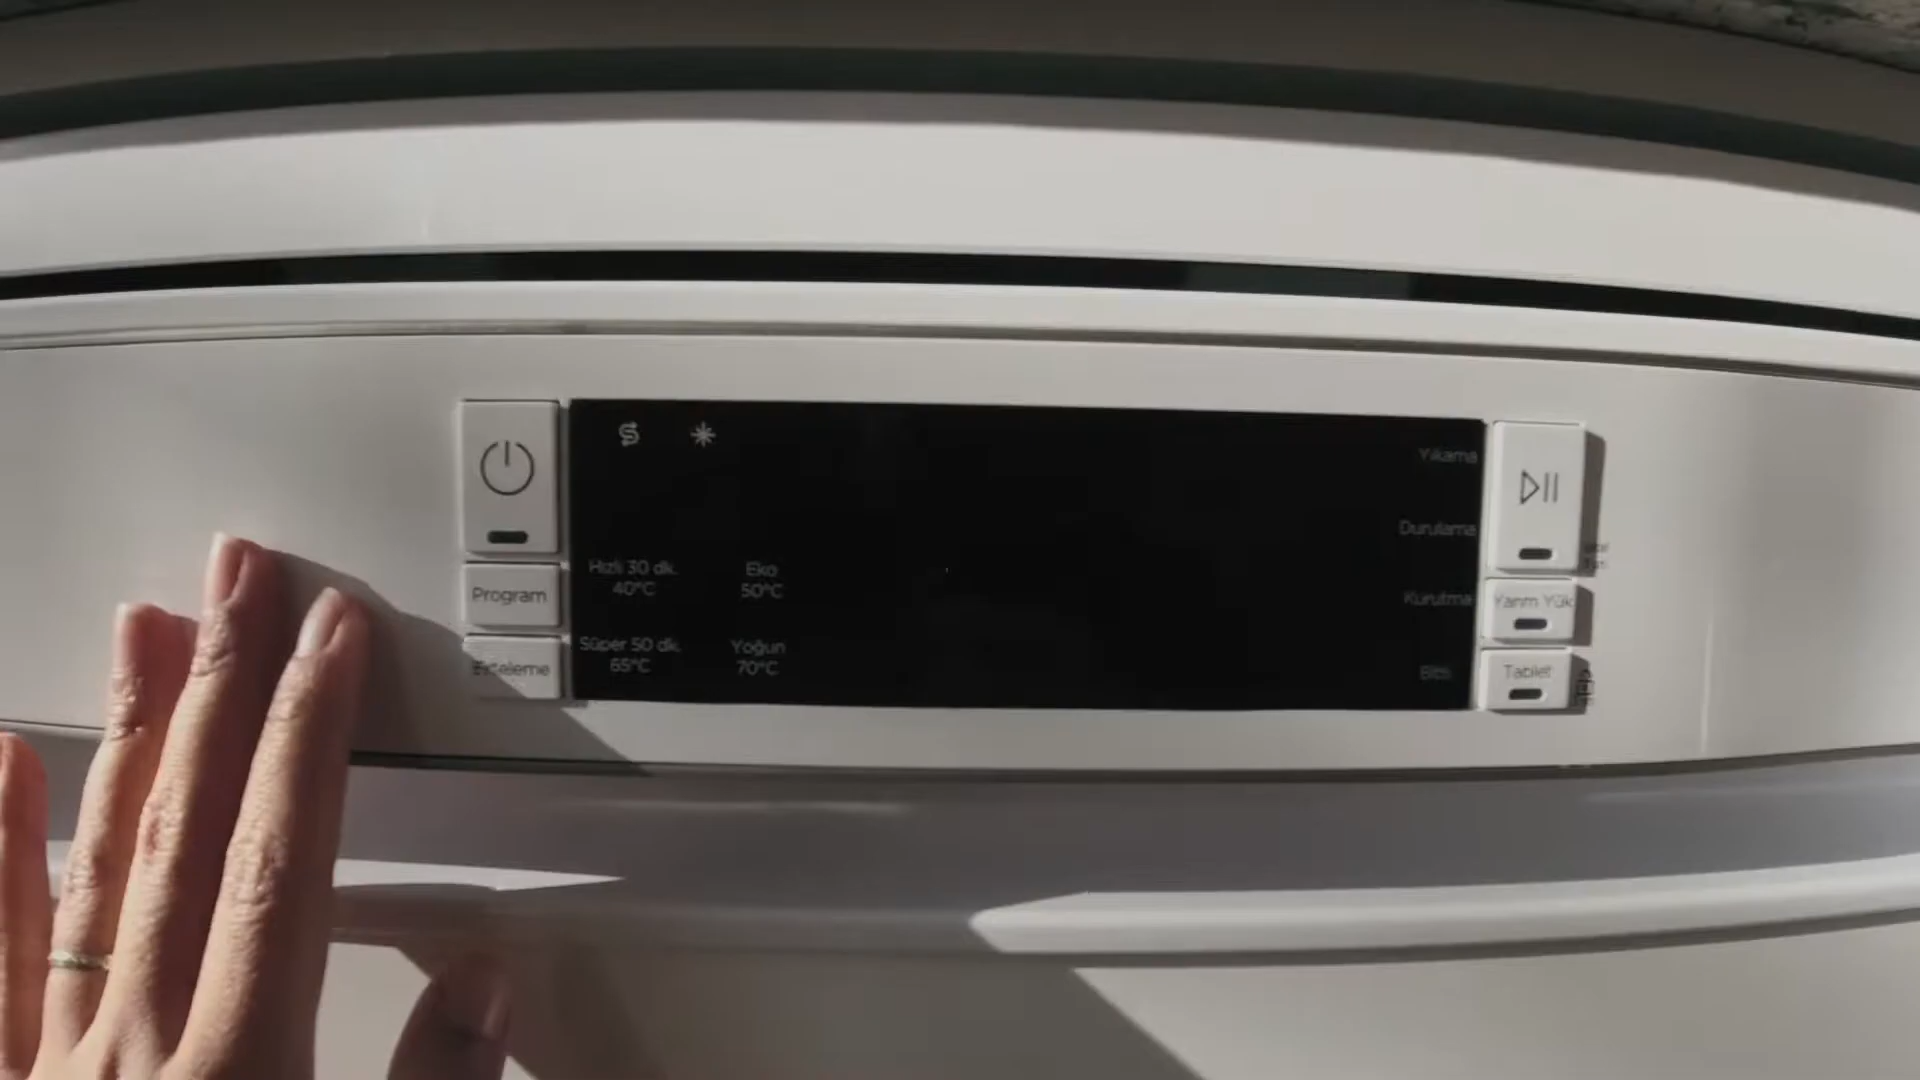 Program
Erteleme
Hızlı 30 dk.
40°C
Eko
50°C
Süper 50 dk.
65°C
Yoğun
70°C
Yıkama
Durulama
Kurutma
Bitti
Yarım Yük
Tablet